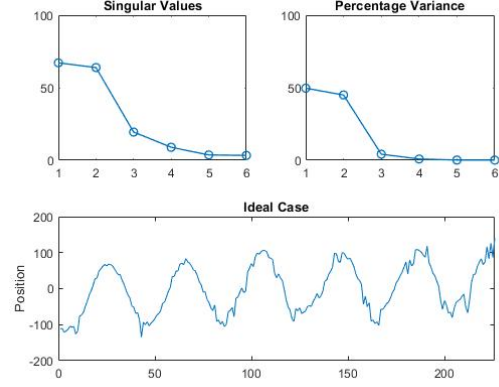 Singular Values
100
50
0
1 2 3 4 5 6
Percentage Variance
100
50
0
1 2 3 4 5 6
Ideal Case
Position
200
100
0
-100
-200
0 50 100 150 200